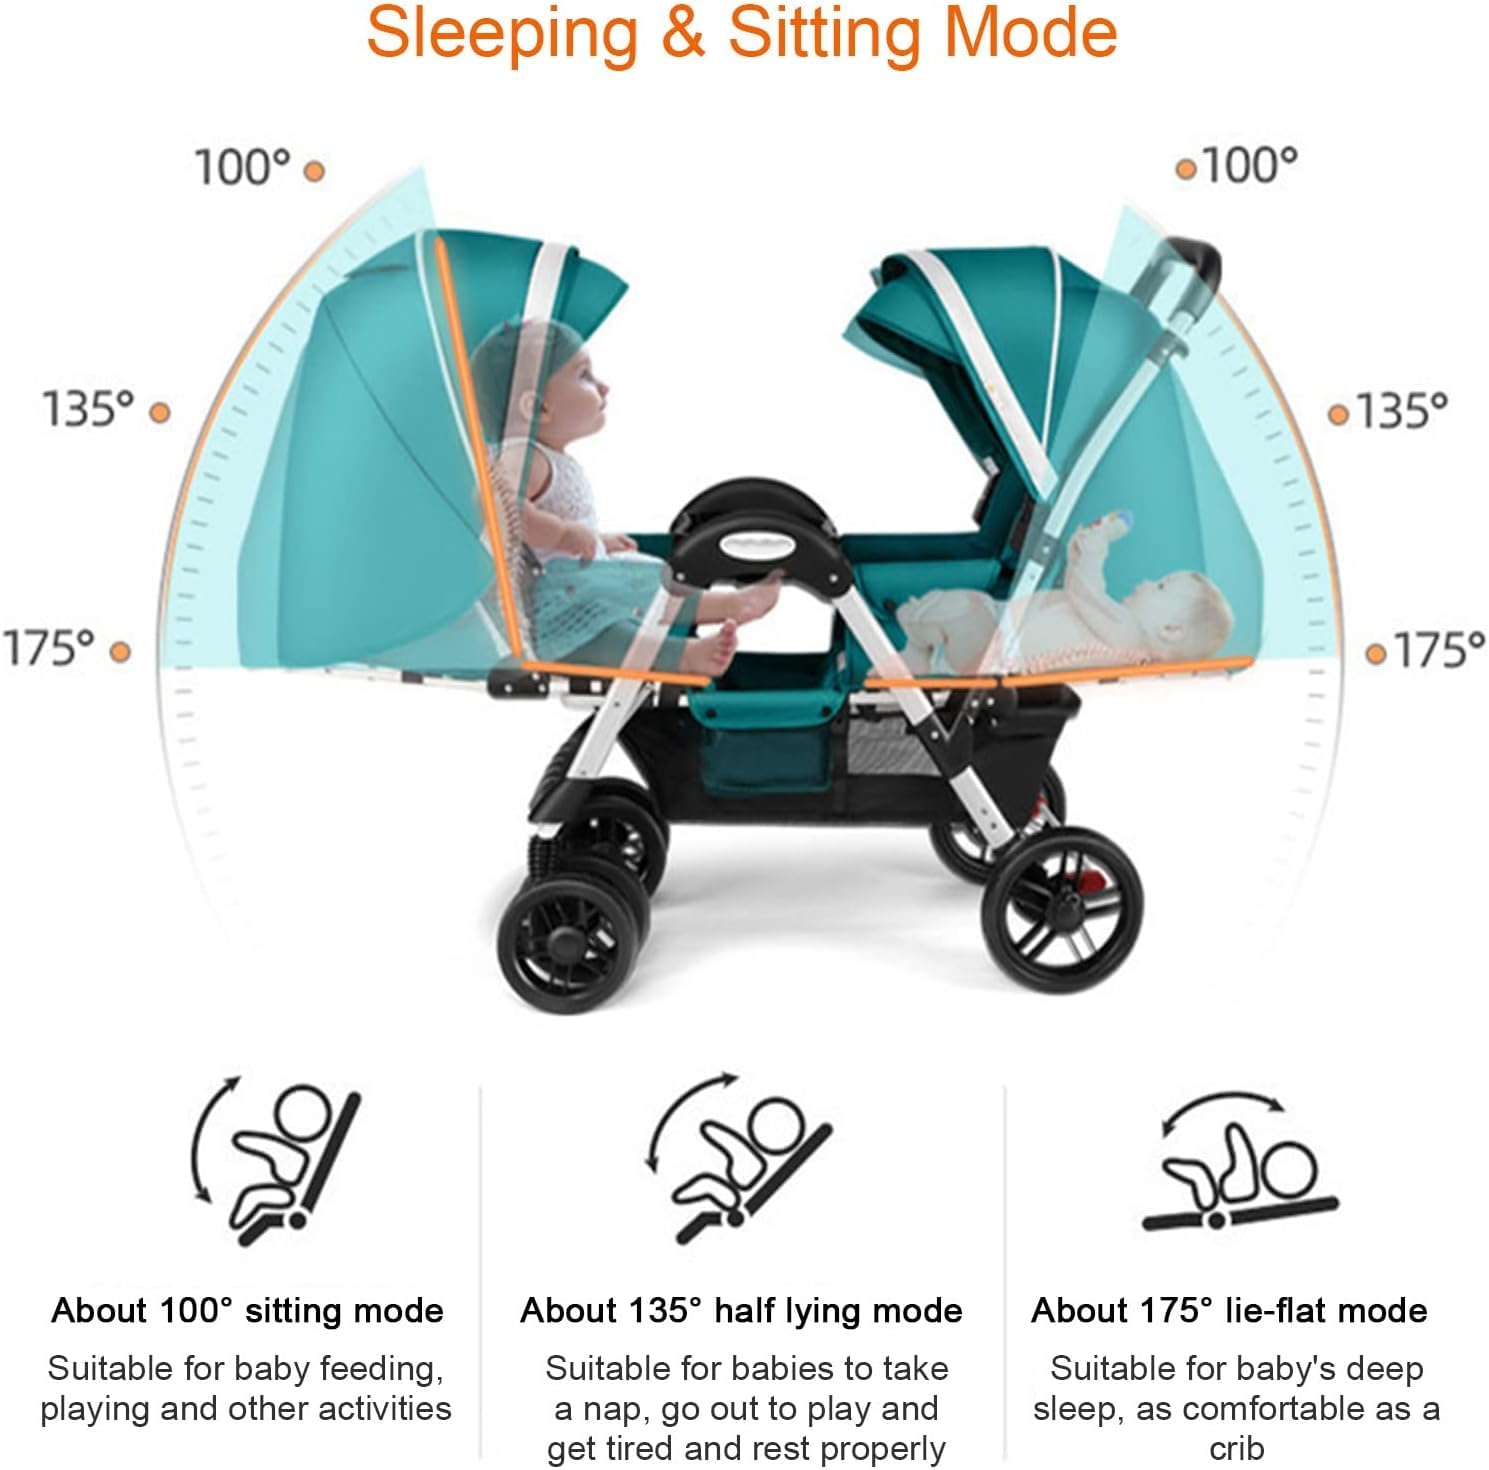 Sleeping & Sitting Mode
100°
100°
135°
135°
175°
175°
About 100° sitting mode
Suitable for baby feeding,
playing and other activities
About 135° half lying mode
Suitable for babies to take
a nap, go out to play and
get tired and rest properly
About 175° lie-flat mode
Suitable for baby's deep
sleep, as comfortable as a
crib